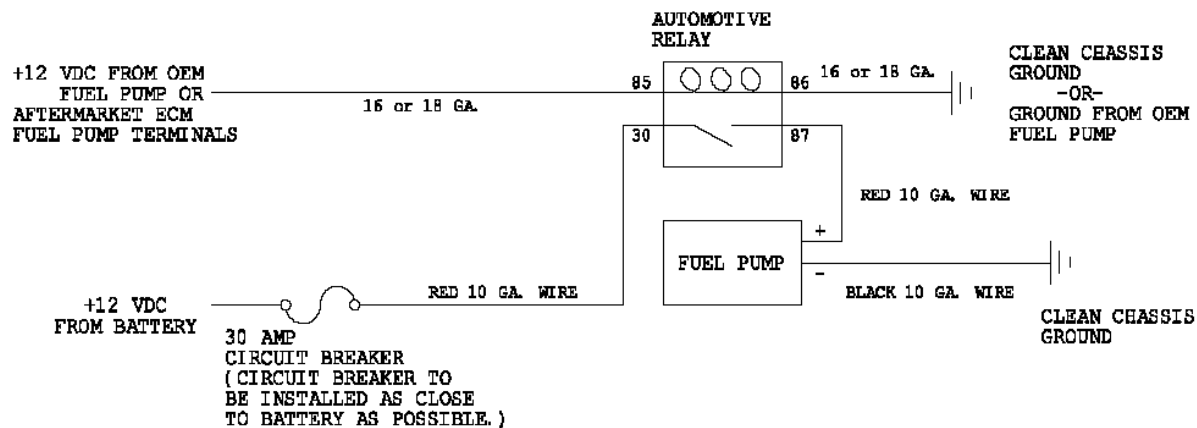 AUTOMOTIVE
RELAY
+12 VDC FROM OEM
FUEL PUMP OR
AFTERMARKET ECM
FUEL PUMP TERMINALS
16 or 18 GA.
85
86
30
87
16 or 18 GA.
CLEAN CHASSIS
GROUND
-OR-
GROUND FROM OEM
FUEL PUMP
RED 10 GA. WIRE
FUEL PUMP
+
-
BLACK 10 GA. WIRE
CLEAN CHASSIS
GROUND
+12 VDC
FROM BATTERY
RED 10 GA. WIRE
30 AMP
CIRCUIT BREAKER
(CIRCUIT BREAKER TO
BE INSTALLED AS CLOSE
TO BATTERY AS POSSIBLE.)